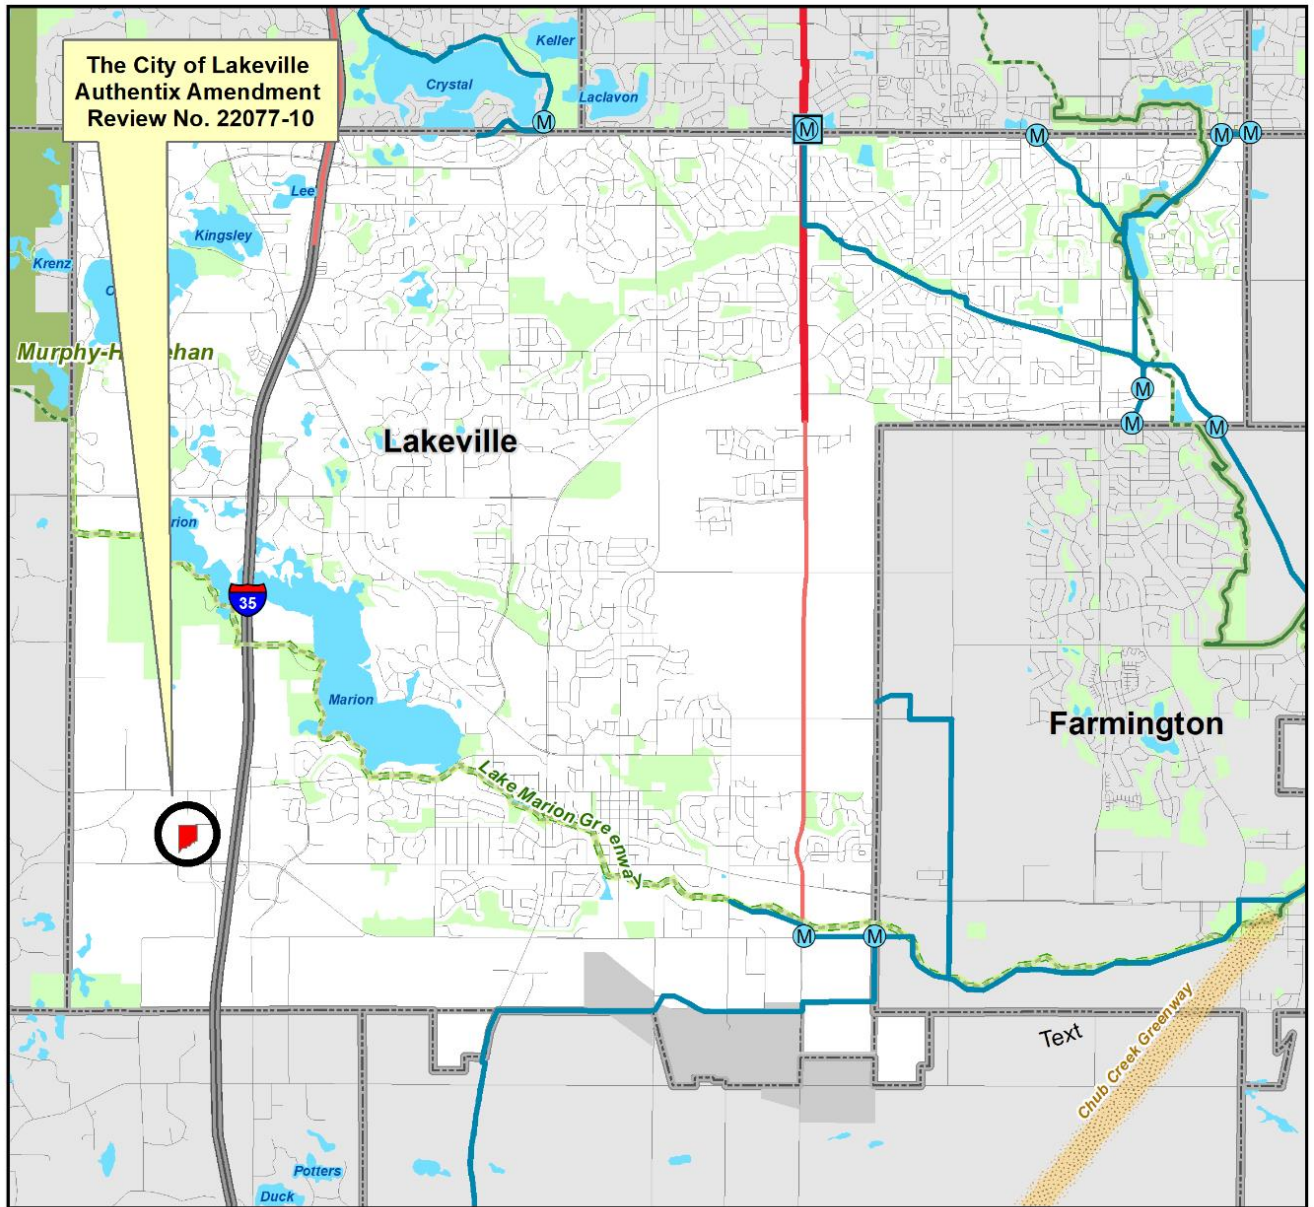 The City of Lakeville
Authentix Amendment
Review No. 22077-10
Keller
Crystal
Laclavon
M
M
M
M
M
Lee
Kingsley
Krenz
O
Murphy-H ehan
M
M
M
Lakeville
rion
35
Marion
Farmington
Lake Marion Greenway
M
M
Chub Creek Greenway
Text
Potters
Duck